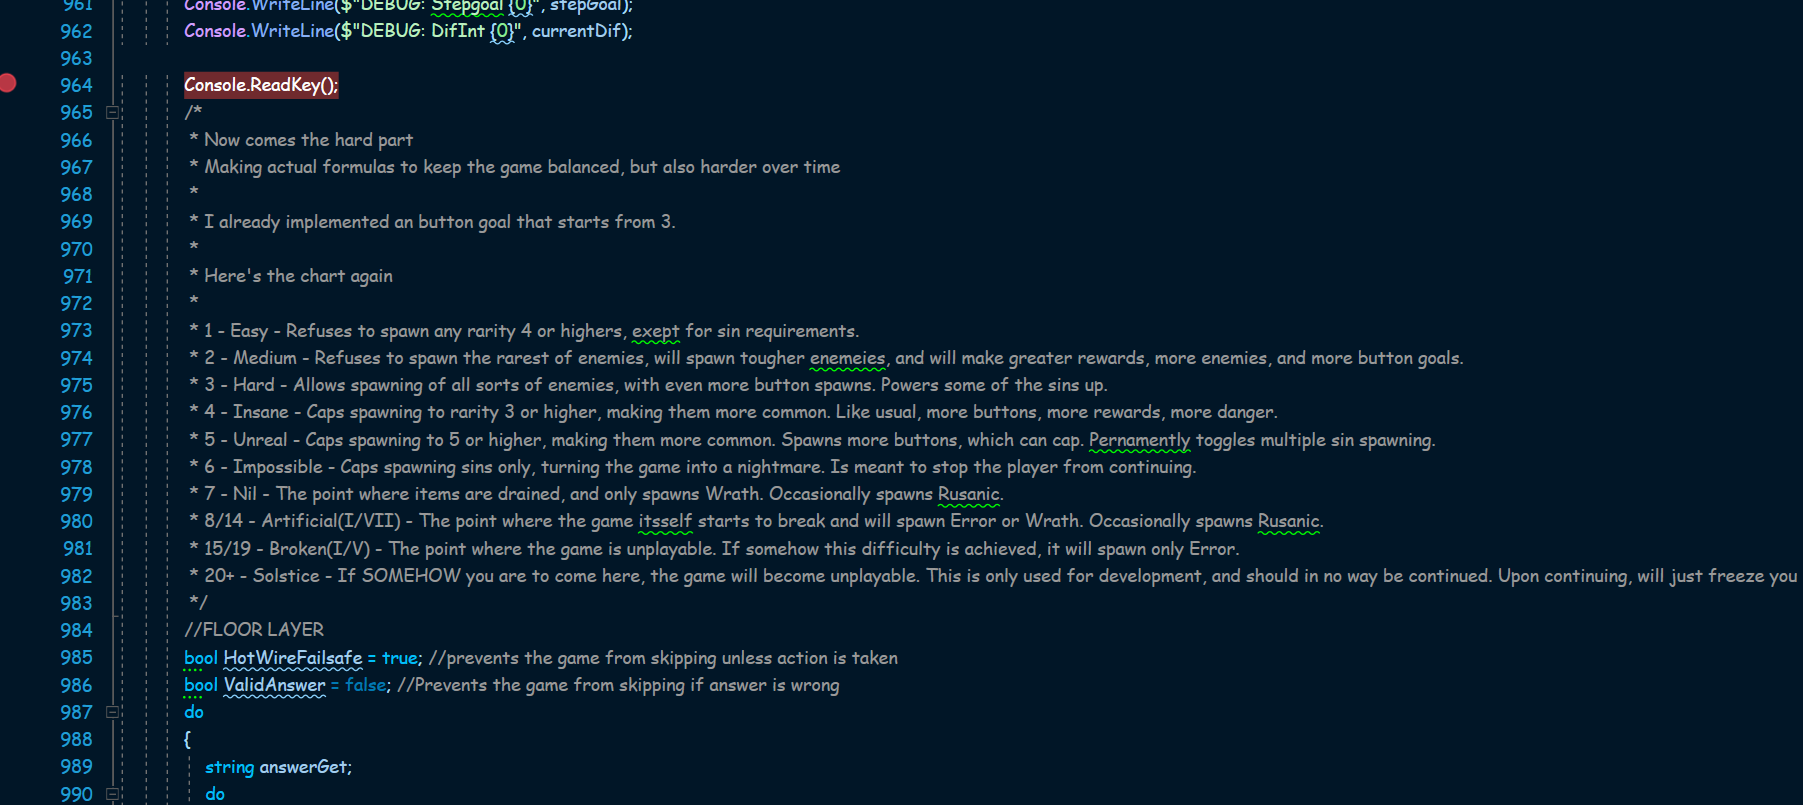 961 Console.WriteLine($"DEBUG: Stepgoal {0}", stepGoal);
962 Console.WriteLine($"DEBUG: DifInt {0}", currentDif);
963
964 Console.ReadKey();
965 /*
966 * Now comes the hard part
967 * Making actual formulas to keep the game balanced, but also harder over time
968 *
969 * I already implemented an button goal that starts from 3.
970 *
971 * Here's the chart again
972 *
973 * 1 - Easy - Refuses to spawn any rarity 4 or highers, exept for sin requirements.
974 * 2 - Medium - Refuses to spawn the rarest of enemies, will spawn tougher enemeies, and will make greater rewards, more enemies, and more button goals.
975 * 3 - Hard - Allows spawning of all sorts of enemies, with even more button spawns. Powers some of the sins up.
976 * 4 - Insane - Caps spawning to rarity 3 or higher, making them more common. Like usual, more buttons, more rewards, more danger.
977 * 5 - Unreal - Caps spawning to 5 or higher, making them more common. Spawns more buttons, which can cap. Pernamently toggles multiple sin spawning.
978 * 6 - Impossible - Caps spawning sins only, turning the game into a nightmare. Is meant to stop the player from continuing.
979 * 7 - Nil - The point where items are drained, and only spawns Wrath. Occasionally spawns Rusanic.
980 * 8/14 - Artificial(I/VII) - The point where the game itsself starts to break and will spawn Error or Wrath. Occasionally spawns Rusanic.
981 * 15/19 - Broken(I/V) - The point where the game is unplayable. If somehow this difficulty is achieved, it will spawn only Error.
982 * 20+ - Solstice - If SOMEHOW you are to come here, the game will become unplayable. This is only used for development, and should in no way be continued. Upon continuing, will just freeze you
983 */
984 //FLOOR LAYER
985 bool HotWireFailsafe = true; //prevents the game from skipping unless action is taken
986 bool ValidAnswer = false; //Prevents the game from skipping if answer is wrong
987 do
988 {
989 string answerGet;
990 do